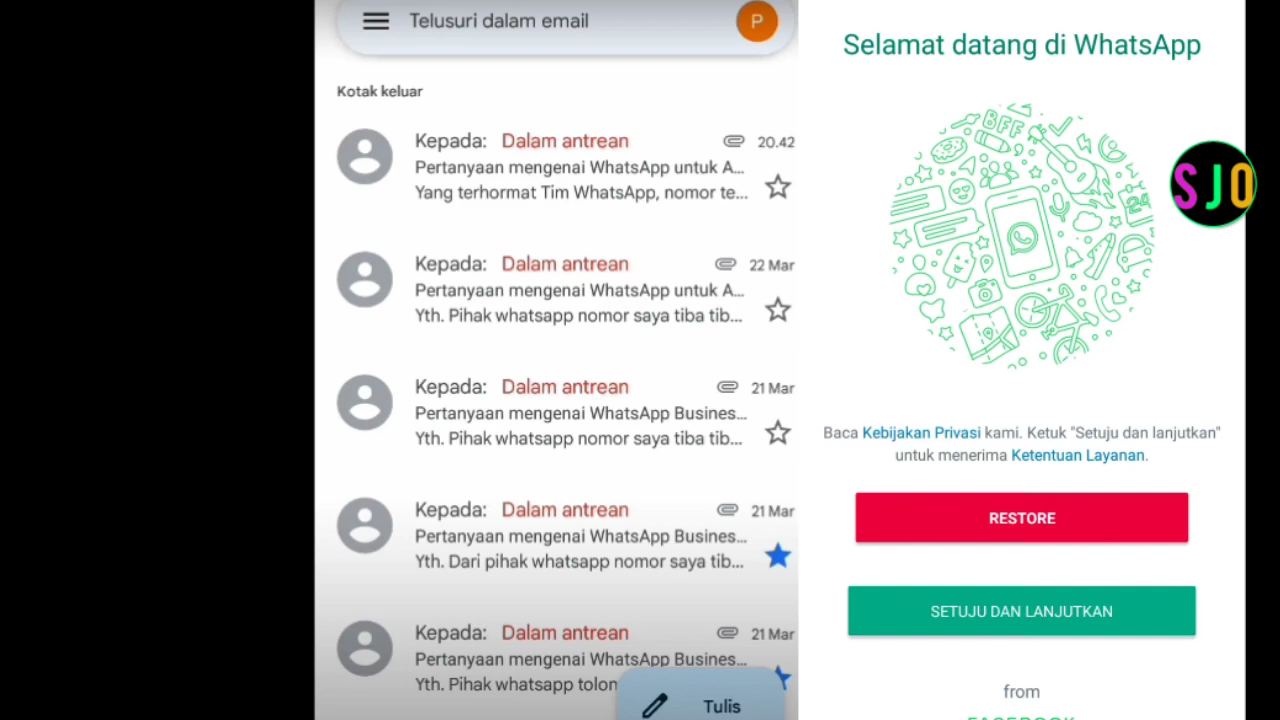 Telusuri dalam email
P
Kotak keluar
Kepada: Dalam antrean 20.42
Pertanyaan mengenai WhatsApp untuk A...
Yang terhormat Tim WhatsApp, nomor te...
Kepada: Dalam antrean 22 Mar
Pertanyaan mengenai WhatsApp untuk A...
Yth. Pihak whatsapp nomor saya tiba tib...
Kepada: Dalam antrean 21 Mar
Pertanyaan mengenai WhatsApp Busines...
Yth. Pihak whatsapp nomor saya tiba tib...
Kepada: Dalam antrean 21 Mar
Pertanyaan mengenai WhatsApp Busines...
Yth. Dari pihak whatsapp nomor saya tib...
Kepada: Dalam antrean 21 Mar
Pertanyaan mengenai WhatsApp Busines...
Yth. Pihak whatsapp tolon
Tulis
Selamat datang di WhatsApp
BFF
24
SJO
Baca Kebijakan Privasi kami. Ketuk "Setuju dan lanjutkan"
untuk menerima Ketentuan Layanan.
RESTORE
SETUJU DAN LANJUTKAN
from
FACEBOOK